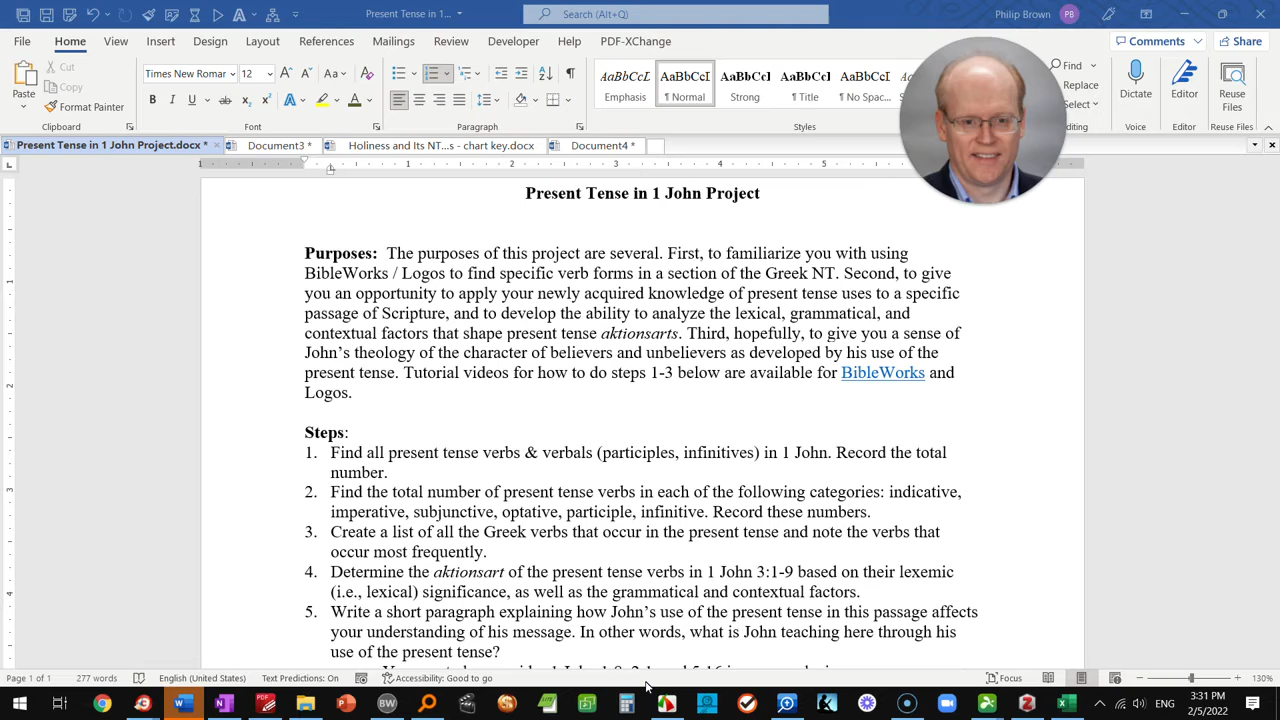 Search (Alt+Q)
Philip Brown PB
File Home View Insert Design Layout References Mailings Review Developer Help PDF-XChange Comments Share
Paste Cut Copy Format Painter
Times New Romar 12
AaBbCcL AaBbCcI AaBbCcI AaBbCcI AaBbCcI
Emphasis ¶ Normal Strong ¶ Title ¶ No Spac...
Find Replace Select
Dictate Editor Reuse Files
Clipboard Font Paragraph Styles Editing Voice Editor Reuse Files
Present Tense in 1 John Project.docx * Document3 * Holiness and Its NT... - chart key.docx Document4 *
Present Tense in 1 John Project
Purposes: The purposes of this project are several. First, to familiarize you with using
BibleWorks / Logos to find specific verb forms in a section of the Greek NT. Second, to give
you an opportunity to apply your newly acquired knowledge of present tense uses to a specific
passage of Scripture, and to develop the ability to analyze the lexical, grammatical, and
contextual factors that shape present tense aktionsarts. Third, hopefully, to give you a sense of
John's theology of the character of believers and unbelievers as developed by his use of the
present tense. Tutorial videos for how to do steps 1-3 below are available for BibleWorks and
Logos.
Steps:
1. Find all present tense verbs & verbals (participles, infinitives) in 1 John. Record the total
number.
2. Find the total number of present tense verbs in each of the following categories: indicative,
imperative, subjunctive, optative, participle, infinitive. Record these numbers.
3. Create a list of all the Greek verbs that occur in the present tense and note the verbs that
occur most frequently.
4. Determine the aktionsart of the present tense verbs in 1 John 3:1-9 based on their lexemic
(i.e., lexical) significance, as well as the grammatical and contextual factors.
5. Write a short paragraph explaining how John's use of the present tense in this passage affects
your understanding of his message. In other words, what is John teaching here through his
use of the present tense?
Page 1 of 1 277 words English (United States) Text Predictions: On Accessibility: Good to go Focus 130%
3:31 PM
2/5/2022